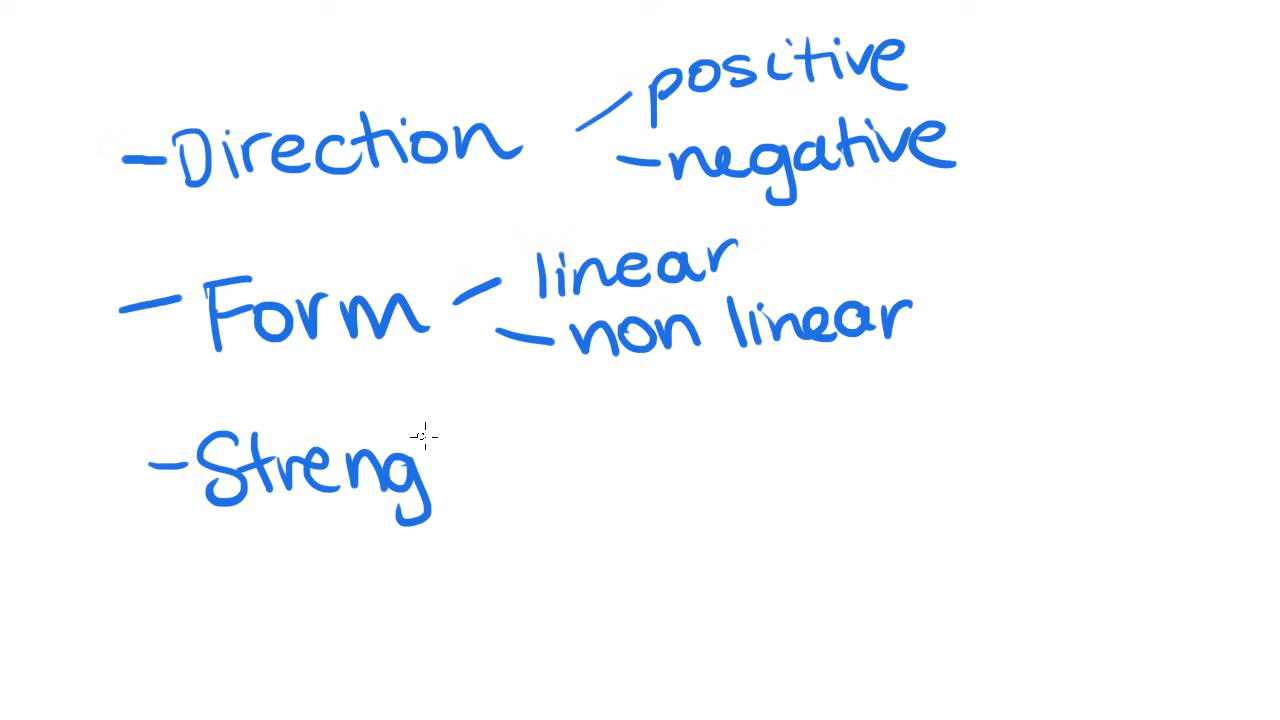 - Direction - positive
- negative
- Form - linear
- non linear
- Streng